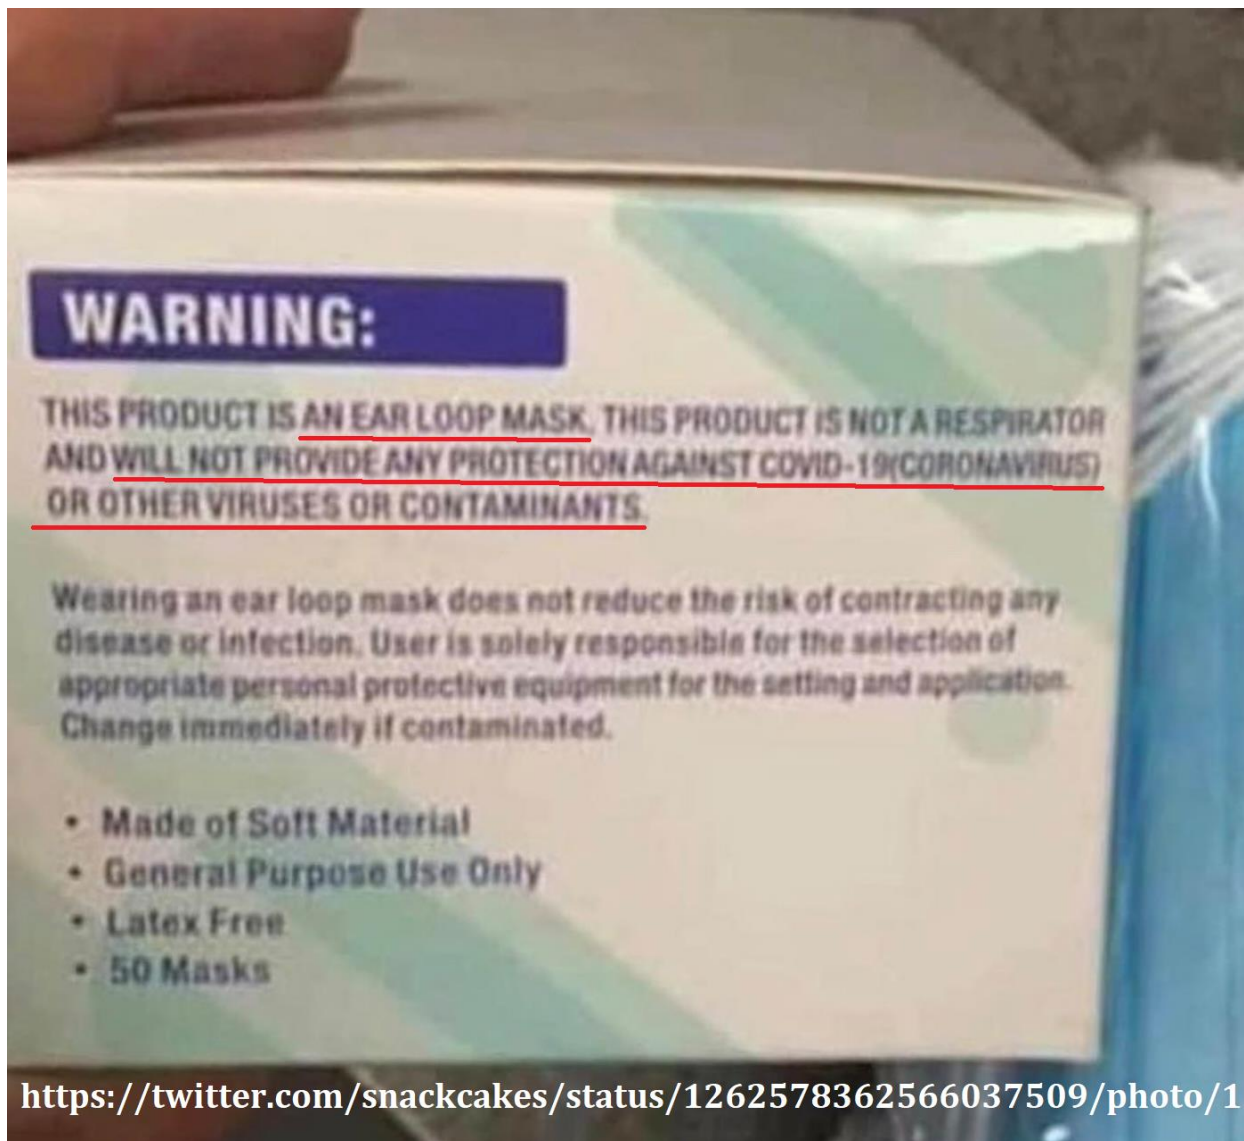 WARNING:
THIS PRODUCT IS AN EAR LOOP MASK. THIS PRODUCT IS NOT A RESPIRATOR
AND WILL NOT PROVIDE ANY PROTECTION AGAINST COVID-19(CORONAVIRUS)
OR OTHER VIRUSES OR CONTAMINANTS.
Wearing an ear loop mask does not reduce the risk of contracting any
disease or infection. User is solely responsible for the selection of
appropriate personal protective equipment for the setting and application.
Change immediately if contaminated.
• Made of Soft Material
• General Purpose Use Only
• Latex Free
• 50 Masks
https://twitter.com/snackcakes/status/1262578362566037509/photo/1